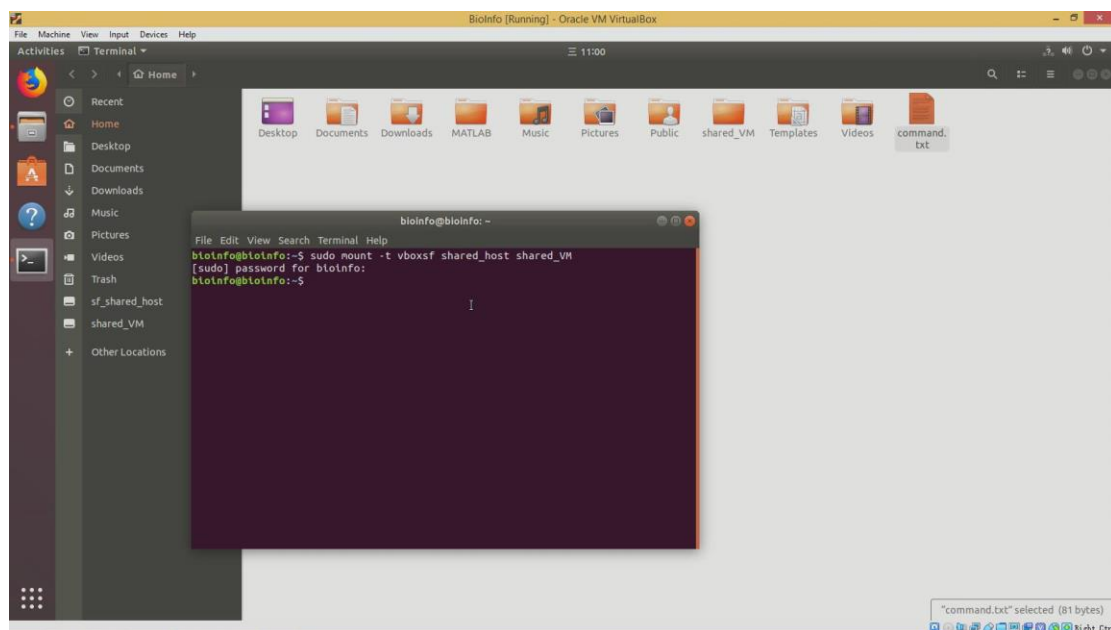 BioInfo [Running] - Oracle VM VirtualBox
File Machine View Input Devices Help
Activities Terminal 11:00
Home
Recent
Home
Desktop
Documents
Downloads
Music
Pictures
Videos
Trash
sf_shared_host
shared_VM
+ Other Locations
Desktop Documents Downloads MATLAB Music Pictures Public shared_VM Templates Videos command.
txt
bioinfo@bioinfo: ~
File Edit View Search Terminal Help
bioinfo@bioinfo:~$ sudo mount -t vboxsf shared_host shared_VM
[sudo] password for bioinfo:
bioinfo@bioinfo:~$
"command.txt" selected (81 bytes)
Right Ctr